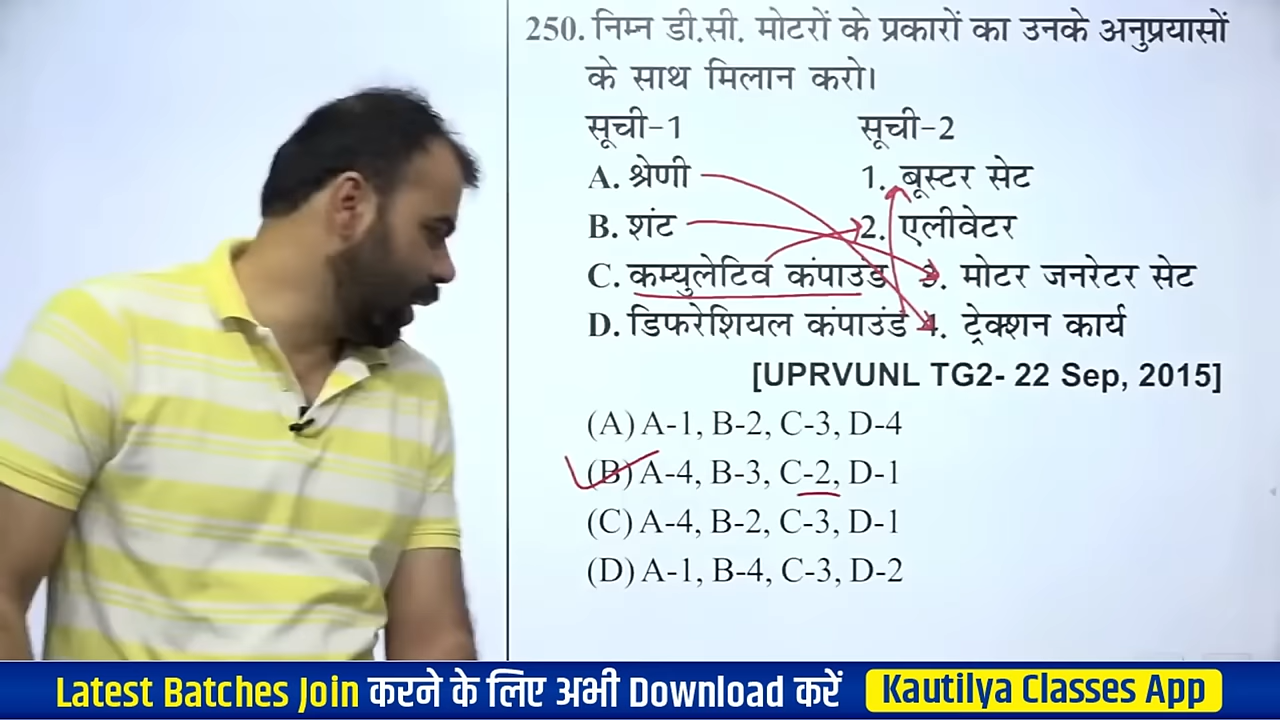 250. निम्न डी.सी. मोटरों के प्रकारों का उनके अनुप्रयासों
के साथ मिलान करो।
सूची-1 सूची-2
A. श्रेणी 1. बूस्टर सेट
B. शंट 2. एलीवेटर
C. कम्युलेटिव कंपाउंड 3. मोटर जनरेटर सेट
D. डिफरेशियल कंपाउंड 4. ट्रेक्शन कार्य
[UPRVUNL TG2- 22 Sep, 2015]
(A) A-1, B-2, C-3, D-4
(B) A-4, B-3, C-2, D-1
(C) A-4, B-2, C-3, D-1
(D) A-1, B-4, C-3, D-2
Latest Batches Join करने के लिए अभी Download करें Kautilya Classes App